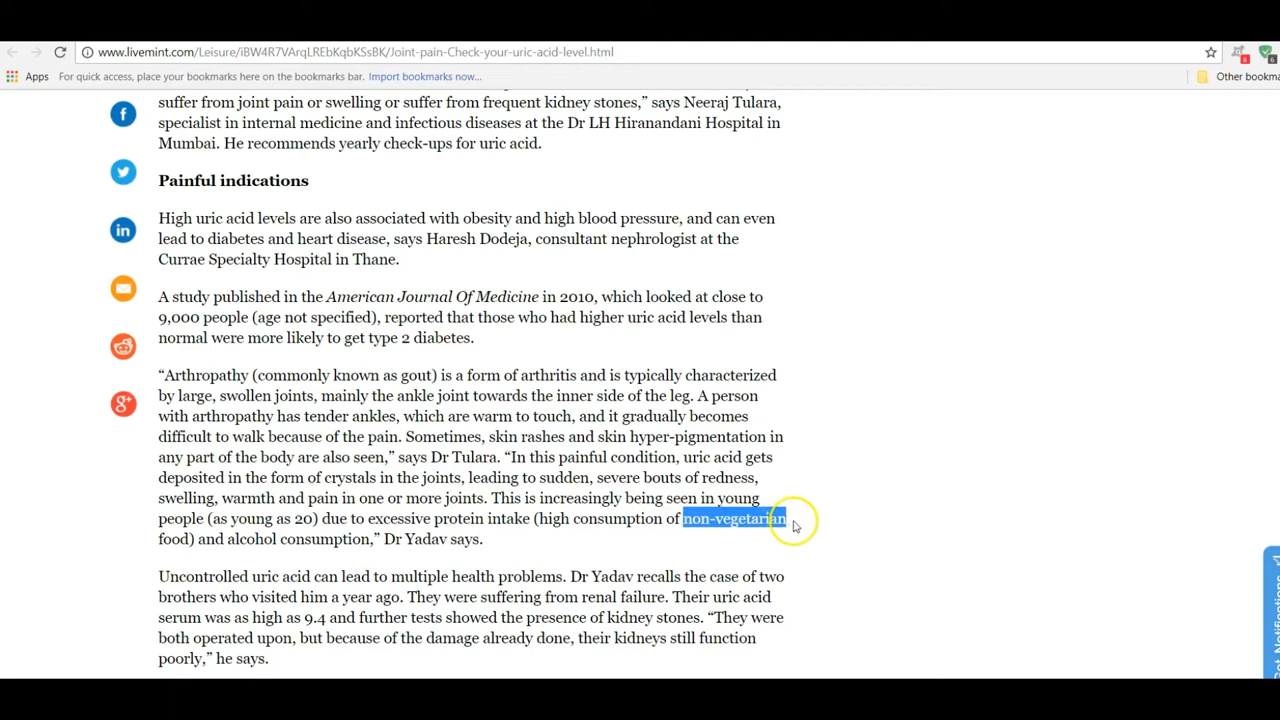 www.livemint.com/Leisure/iBW4R7VArqLREbKqbKSsBK/Joint-pain-Check-your-uric-acid-level.html
Apps For quick access, place your bookmarks here on the bookmarks bar. Import bookmarks now... Other bookm
suffer from joint pain or swelling or suffer from frequent kidney stones,” says Neeraj Tulara,
specialist in internal medicine and infectious diseases at the Dr LH Hiranandani Hospital in
Mumbai. He recommends yearly check-ups for uric acid.
Painful indications
High uric acid levels are also associated with obesity and high blood pressure, and can even
lead to diabetes and heart disease, says Haresh Dodeja, consultant nephrologist at the
Currae Specialty Hospital in Thane.
A study published in the American Journal Of Medicine in 2010, which looked at close to
9,000 people (age not specified), reported that those who had higher uric acid levels than
normal were more likely to get type 2 diabetes.
“Arthropathy (commonly known as gout) is a form of arthritis and is typically characterized
by large, swollen joints, mainly the ankle joint towards the inner side of the leg. A person
with arthropathy has tender ankles, which are warm to touch, and it gradually becomes
difficult to walk because of the pain. Sometimes, skin rashes and skin hyper-pigmentation in
any part of the body are also seen,” says Dr Tulara. “In this painful condition, uric acid gets
deposited in the form of crystals in the joints, leading to sudden, severe bouts of redness,
swelling, warmth and pain in one or more joints. This is increasingly being seen in young
people (as young as 20) due to excessive protein intake (high consumption of non-vegetarian
food) and alcohol consumption,” Dr Yadav says.
Uncontrolled uric acid can lead to multiple health problems. Dr Yadav recalls the case of two
brothers who visited him a year ago. They were suffering from renal failure. Their uric acid
serum was as high as 9.4 and further tests showed the presence of kidney stones. “They were
both operated upon, but because of the damage already done, their kidneys still function
poorly,” he says.
Get Notifications